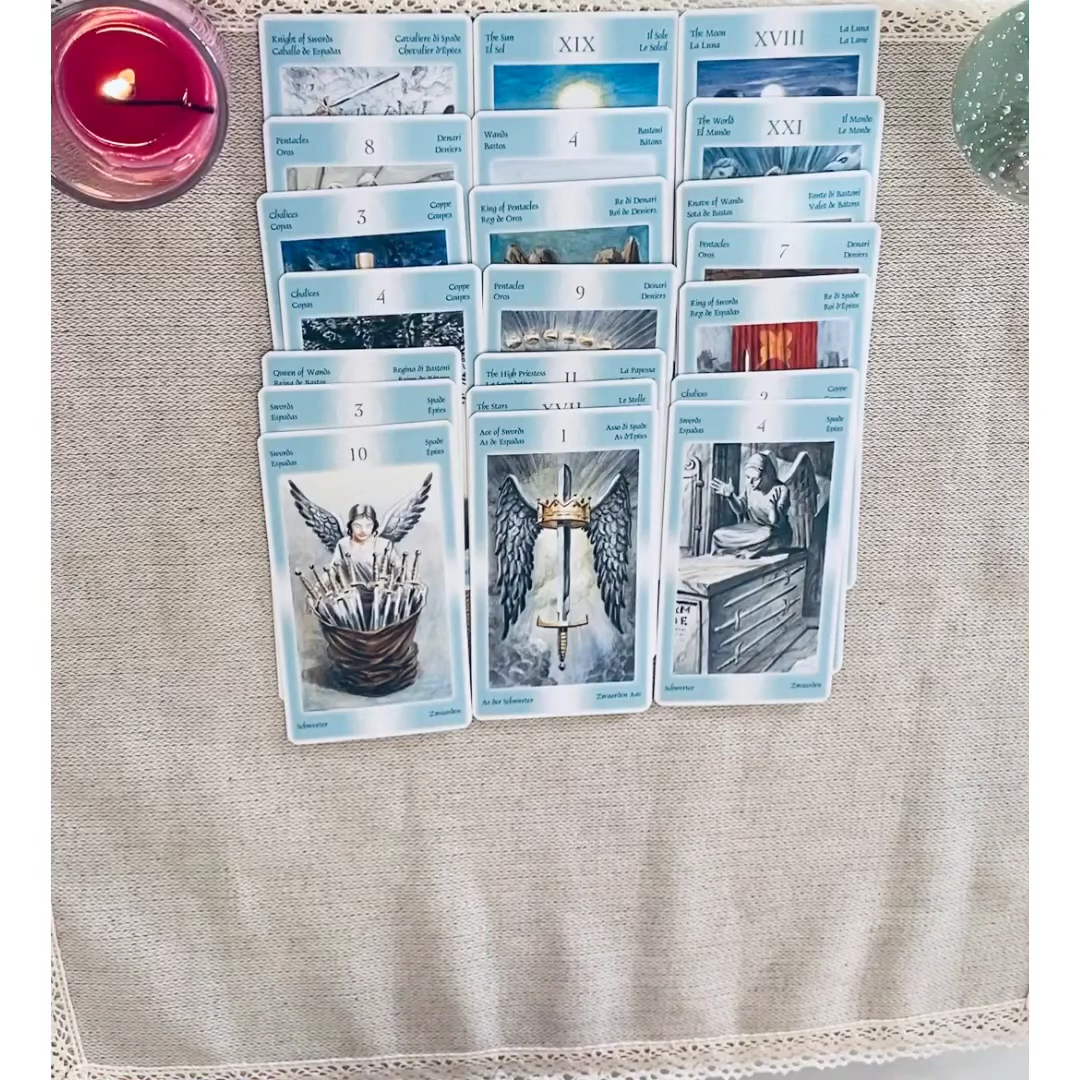 Knight of Swords
Caballo de Espadas
Cavaliere di Spade
Chevalier d'Epées
The Sun
El Sol
XIX
Il Sole
Le Soleil
The Moon
La Luna
XVIII
La Luna
La Lune
Pentacles
Oros
8
Denari
Deniers
Wands
Bastos
4
Bastoni
Bâtons
The World
El Mundo
XXI
Il Mondo
Le Monde
Chalices
Copas
3
Coppe
Coupes
King of Pentacles
Rey de Oros
Re di Denari
Roi de Deniers
Knave of Wands
Sota de Bastos
Fante di Bastoni
Valet de Bâtons
Pentacles
Oros
7
Denari
Deniers
Chalices
Copas
4
Coppe
Coupes
Pentacles
Oros
9
Denari
Deniers
King of Swords
Rey de Espadas
Re di Spade
Roi d'Epées
Queen of Wands
Reina de Bastos
Regina di Bastoni
The High Priestess
II
La Papessa
Swords
Espadas
3
Spade
Epées
The Stars
XVII
Le Stelle
Chalices
2
Coppe
Swords
Espadas
10
Spade
Epées
Schwerter
Zwaarden
Ace of Swords
As de Espadas
1
Asso di Spade
As d'Epées
As der Schwerter
Zwaarden Aas
Swords
Espadas
4
Spade
Epées
Schwerter
Zwaarden